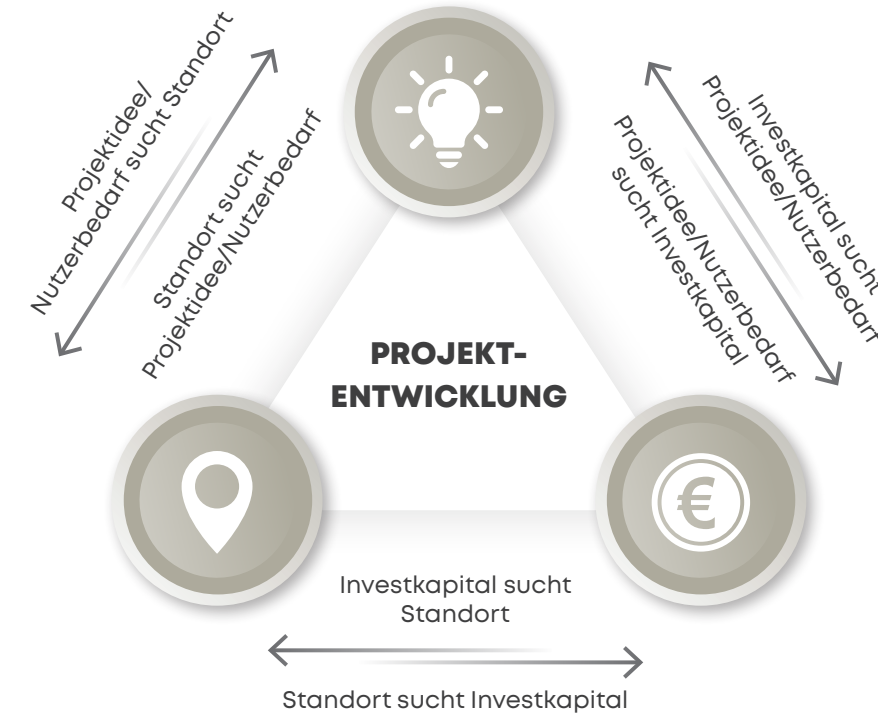 Projektidee/
Nutzerbedarf sucht Standort
Standort sucht
Projektidee/Nutzerbedarf
Investkapital sucht
Projektidee/Nutzerbedarf
Projektidee/Nutzerbedarf
sucht Investkapital
PROJEKT-
ENTWICKLUNG
€
Investkapital sucht
Standort
Standort sucht Investkapital